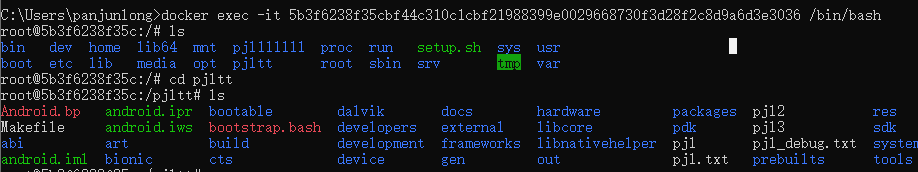 C:\Users\panjunlong>docker exec -it 5b3f6238f35cbf44c310c1cbf21988399e0029668730f3d28f2c8d9a6d3e3036 /bin/bash
root@5b3f6238f35c:/# ls
bin dev home lib64 mnt pj1111111 proc run setup.sh sys usr
boot etc lib media opt pjltt root sbin srv tmp var
root@5b3f6238f35c:/# cd pjltt
root@5b3f6238f35c:/pjltt# ls
Android.bp android.ipr bootable dalvik docs hardware packages pjl2 res
Makefile android.iws bootstrap.bash developers external libcore pdk pjl3 sdk
abi art build development frameworks libnativehelper pjl pjl_debug.txt system
android.iml bionic cts device gen out pjl.txt prebuilts tools